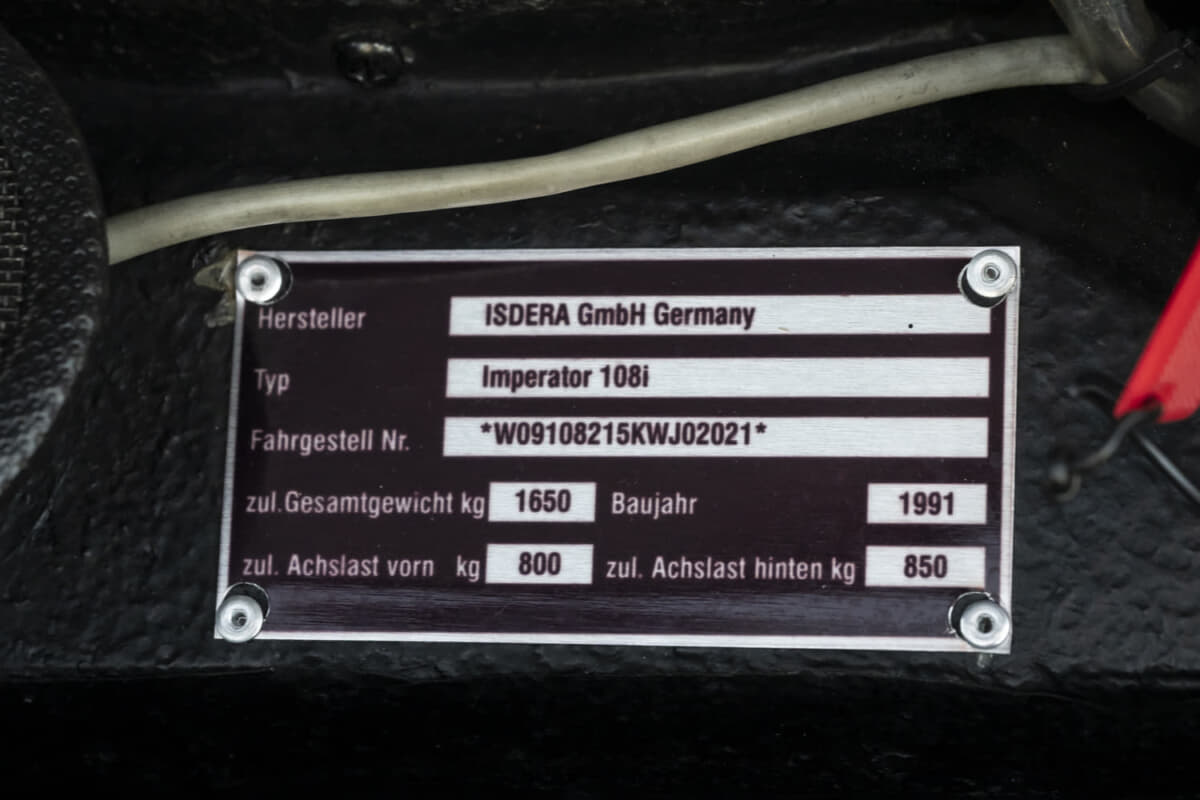 Hersteller ISDERA GmbH Germany
Typ Imperator 108i
Fahrgestell Nr. *W09108215KWJ02021*
zul.Gesamtgewicht kg 1650 Baujahr 1991
zul. Achslast vorn kg 800 zul. Achslast hinten kg 850